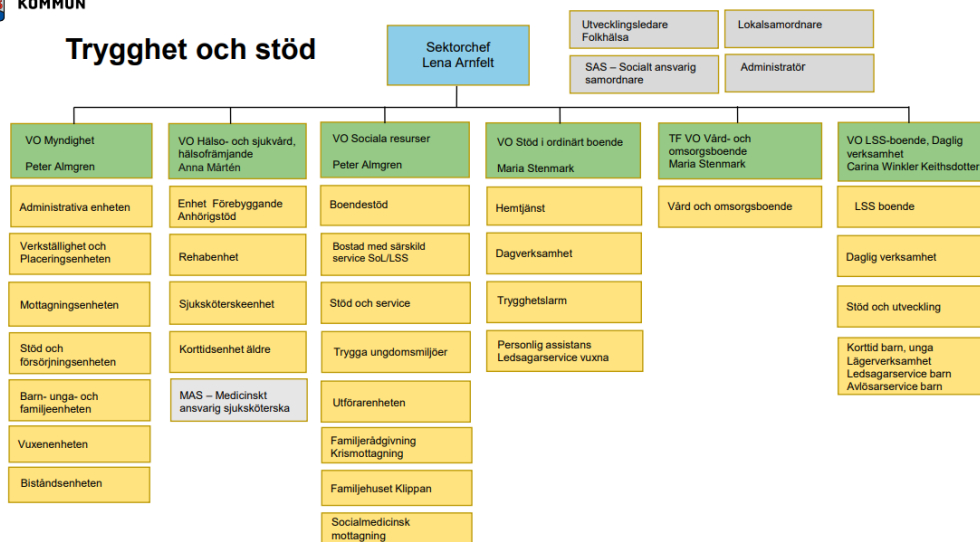 KOMMUN
Trygghet och stöd
Sektorchef
Lena Arnfelt
Utvecklingsledare
Folkhälsa
Lokalsamordnare
SAS – Socialt ansvarig
samordnare
Administratör
VO Myndighet
Peter Almgren
Administrativa enheten
Verkställighet och
Placeringsenheten
Mottagningsenheten
Stöd och
försörjningsenheten
Barn- unga- och
familjeenheten
Vuxenenheten
Biståndsenheten
VO Hälso- och sjukvård,
hälsofrämjande
Anna Mårtén
Enhet Förebyggande
Anhörigstöd
Rehabenhet
Sjuksköterskeenhet
Korttidsenhet äldre
MAS – Medicinskt
ansvarig sjuksköterska
VO Sociala resurser
Peter Almgren
Boendestöd
Bostad med särskild
service SoL/LSS
Stöd och service
Trygga ungdomsmiljöer
Utförarenheten
Familjerådgivning
Krismottagning
Familjehuset Klippan
Socialmedicinsk
mottagning
VO Stöd i ordinärt boende
Maria Stenmark
Hemtjänst
Dagverksamhet
Trygghetslarm
Personlig assistans
Ledsagarservice vuxna
TF VO Vård- och
omsorgsboende
Maria Stenmark
Vård och omsorgsboende
VO LSS-boende, Daglig
verksamhet
Carina Winkler Keithsdotter
LSS boende
Daglig verksamhet
Stöd och utveckling
Korttid barn, unga
Lägerverksamhet
Ledsagarservice barn
Avlösarservice barn